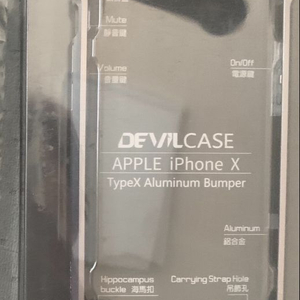 Mute
靜音鍵
Volume
音量鍵
On/Off
電源鍵
DEVILCASE
APPLE iPhone X
TypeX Aluminum Bumper
Aluminum
鋁合金
Hippocampus
buckle 海馬扣
Carrying Strap Hole
吊飾孔